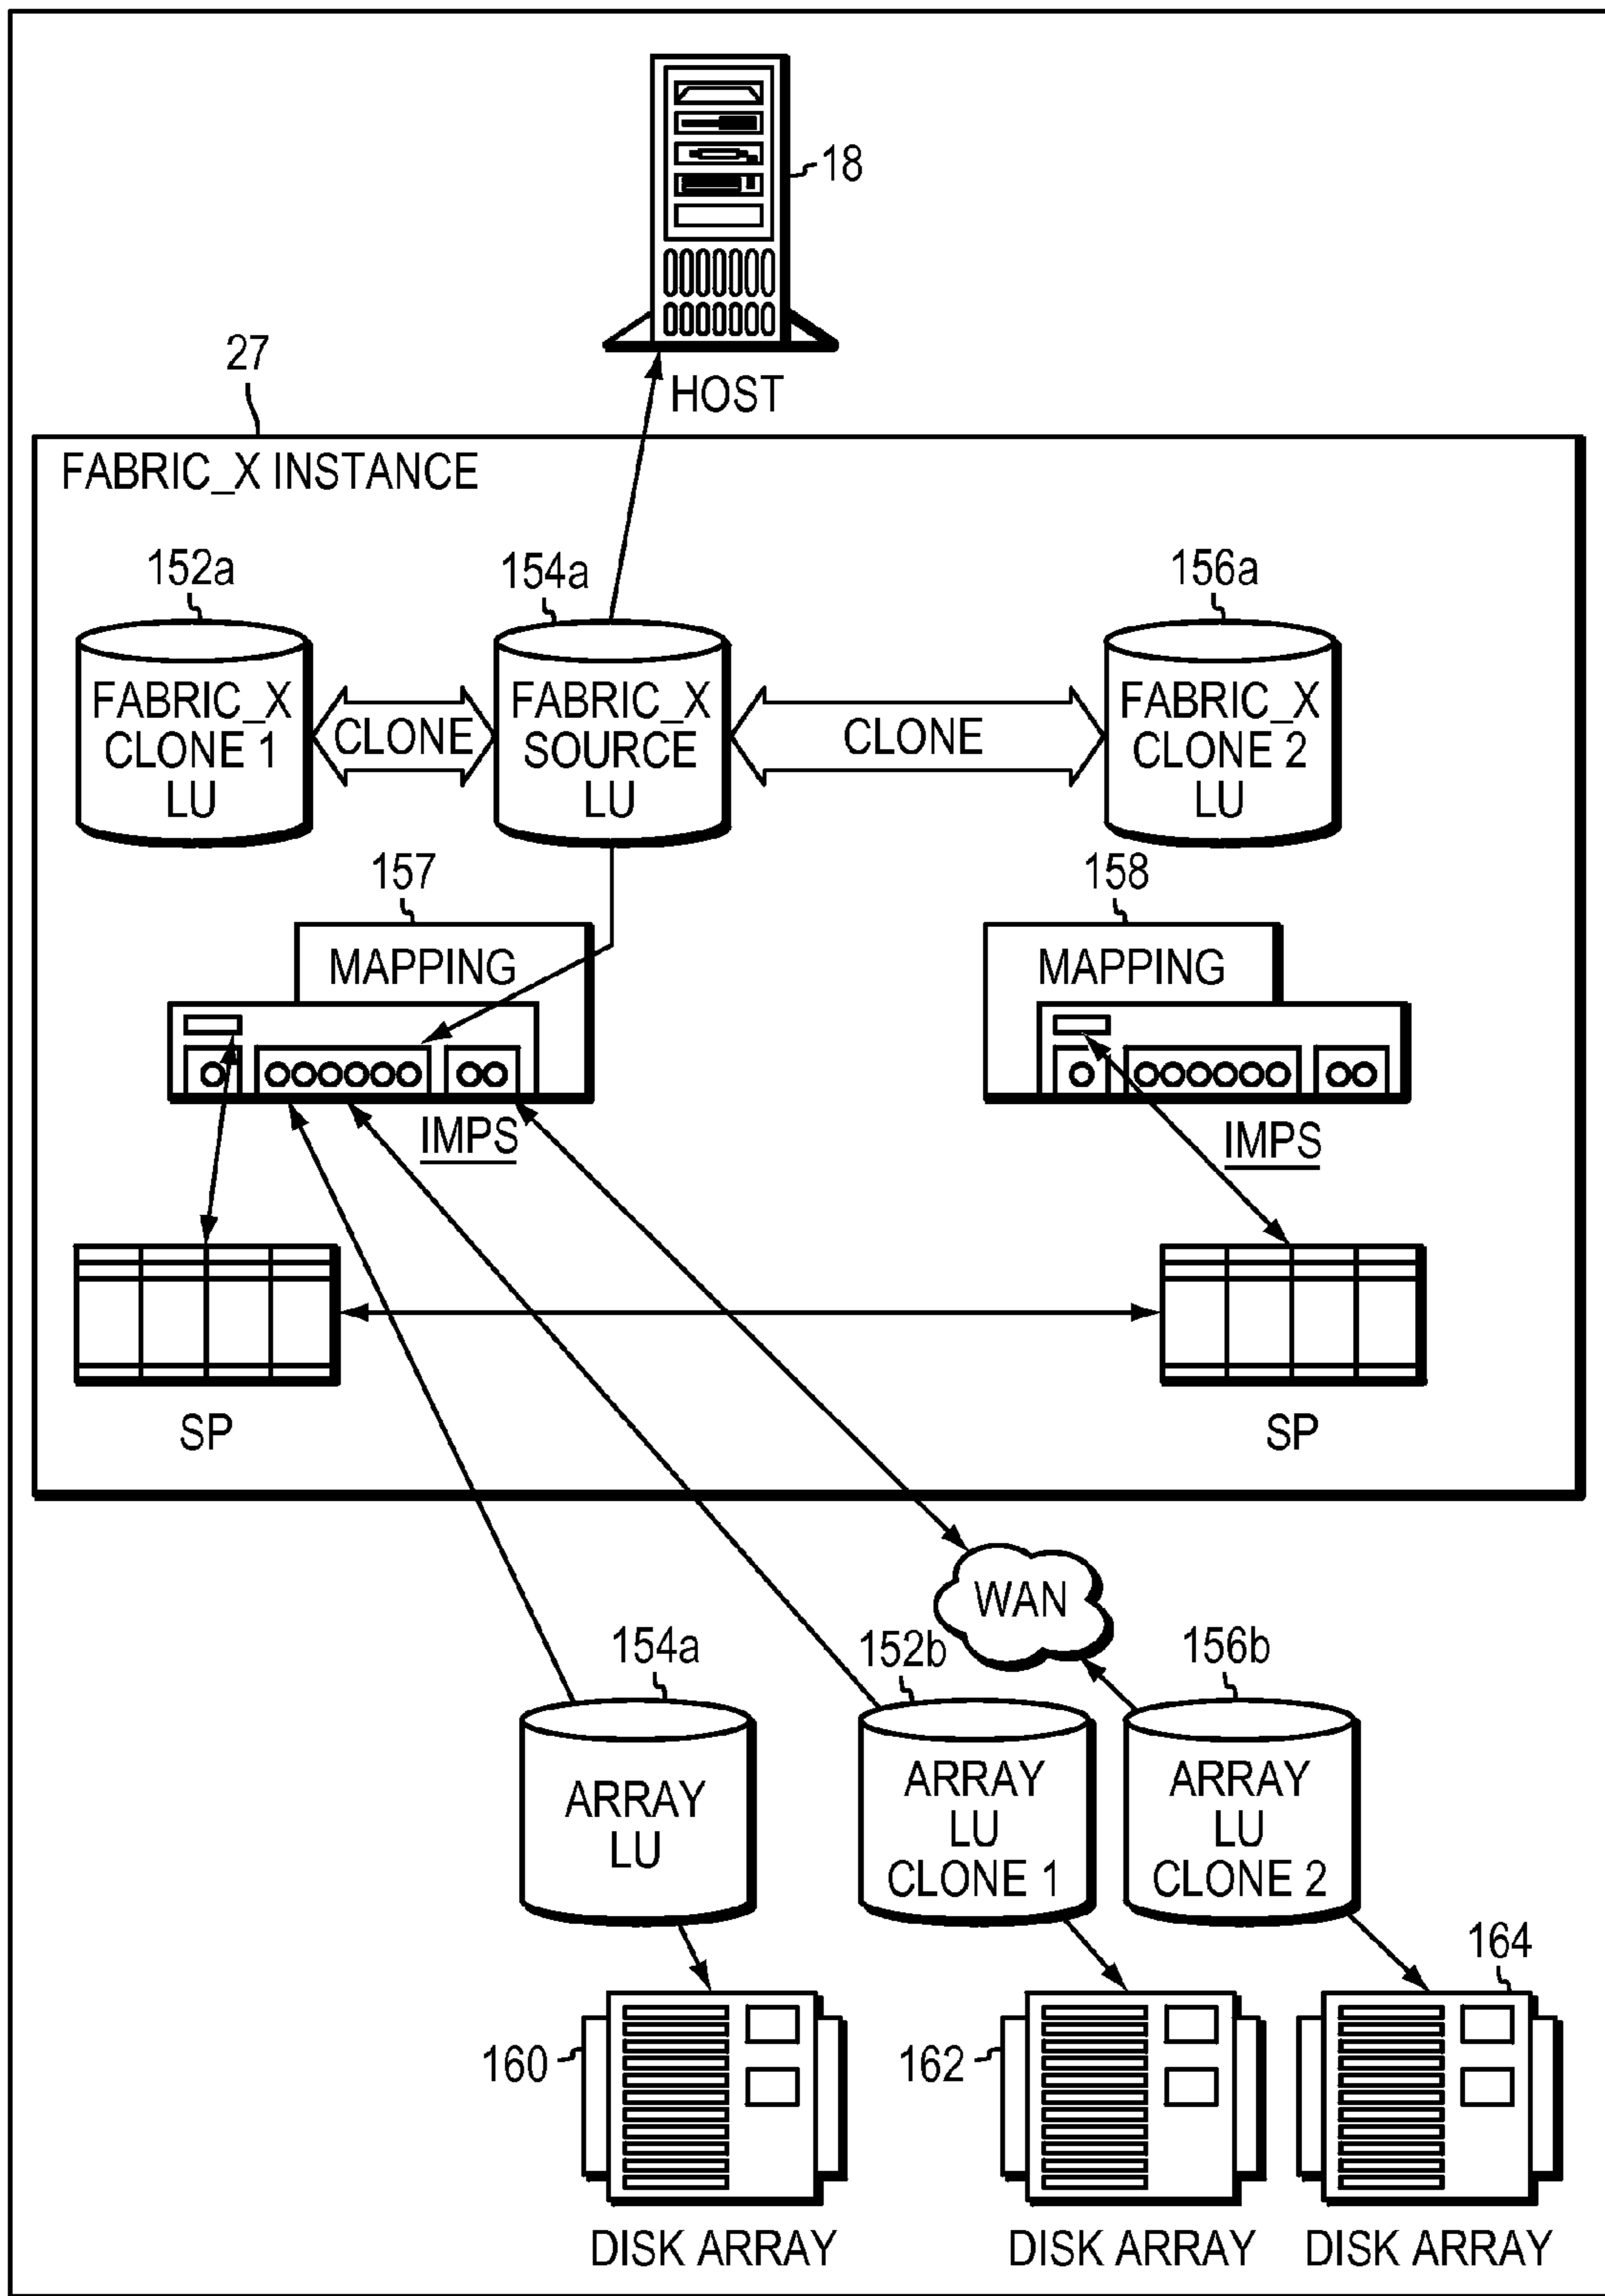 18
HOST
27
FABRIC_X INSTANCE
152a
154a
156a
FABRIC_X
CLONE 1
LU
CLONE
FABRIC_X
SOURCE
LU
CLONE
FABRIC_X
CLONE 2
LU
157
158
MAPPING
MAPPING
IMPS
IMPS
SP
SP
WAN
154a
152b
156b
ARRAY
LU
ARRAY
LU
CLONE 1
ARRAY
LU
CLONE 2
164
160
162
DISK ARRAY
DISK ARRAY
DISK ARRAY